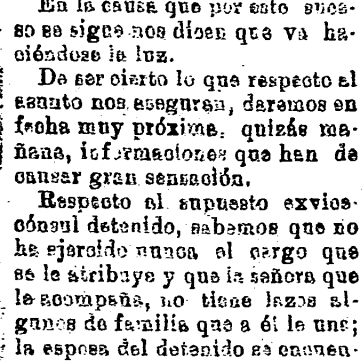 En la causa que por este suce-
so se sigue nos dicen que va ha-
ciéndose la luz.
De ser cierto lo que respecto al
asunto nos aseguran, daremos en
fecha muy próxima, quizás ma-
ñana, informaciones que han de
causar gran sensación.
Respecto al supuesto exvice-
cónsul detenido, sabemos que no
ha ejercido nunca el cargo que
se le atribuye y que la señora que
le acompaña, no tiene lazos al-
gunos de familia que a él le une;
la esposa del detenido se encuen-